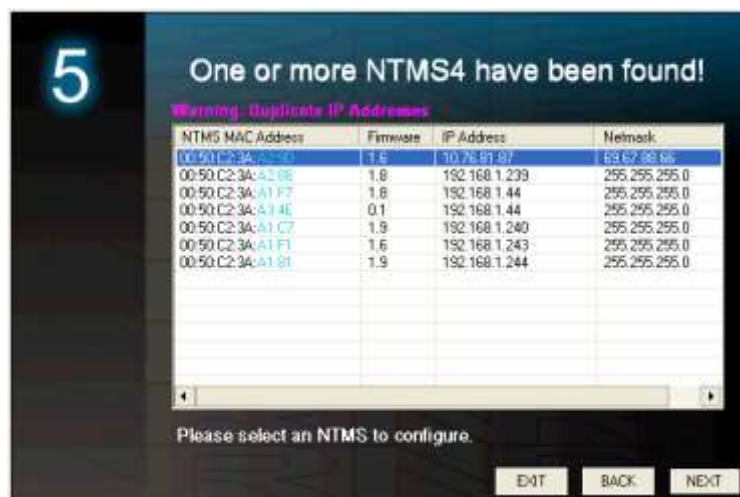 5
One or more NTMS4 have been found!
Warning. Duplicate IP Addresses
NTMS MAC Address Firmware IP Address Netmask
1.6 10.76.81.87 69.67.88.66
00:50:C2:3A:A2:8E 1.8 192.168.1.239 255.255.255.0
00:50:C2:3A:A1:F7 1.8 192.168.1.44 255.255.255.0
00:50:C2:3A:A3:4E 0.1 192.168.1.44 255.255.255.0
00:50:C2:3A:A1:C7 1.9 192.168.1.240 255.255.255.0
00:50:C2:3A:A1:F1 1.6 192.168.1.243 255.255.255.0
00:50:C2:3A:A1:81 1.9 192.168.1.244 255.255.255.0
Please select an NTMS to configure.
EXIT BACK NEXT